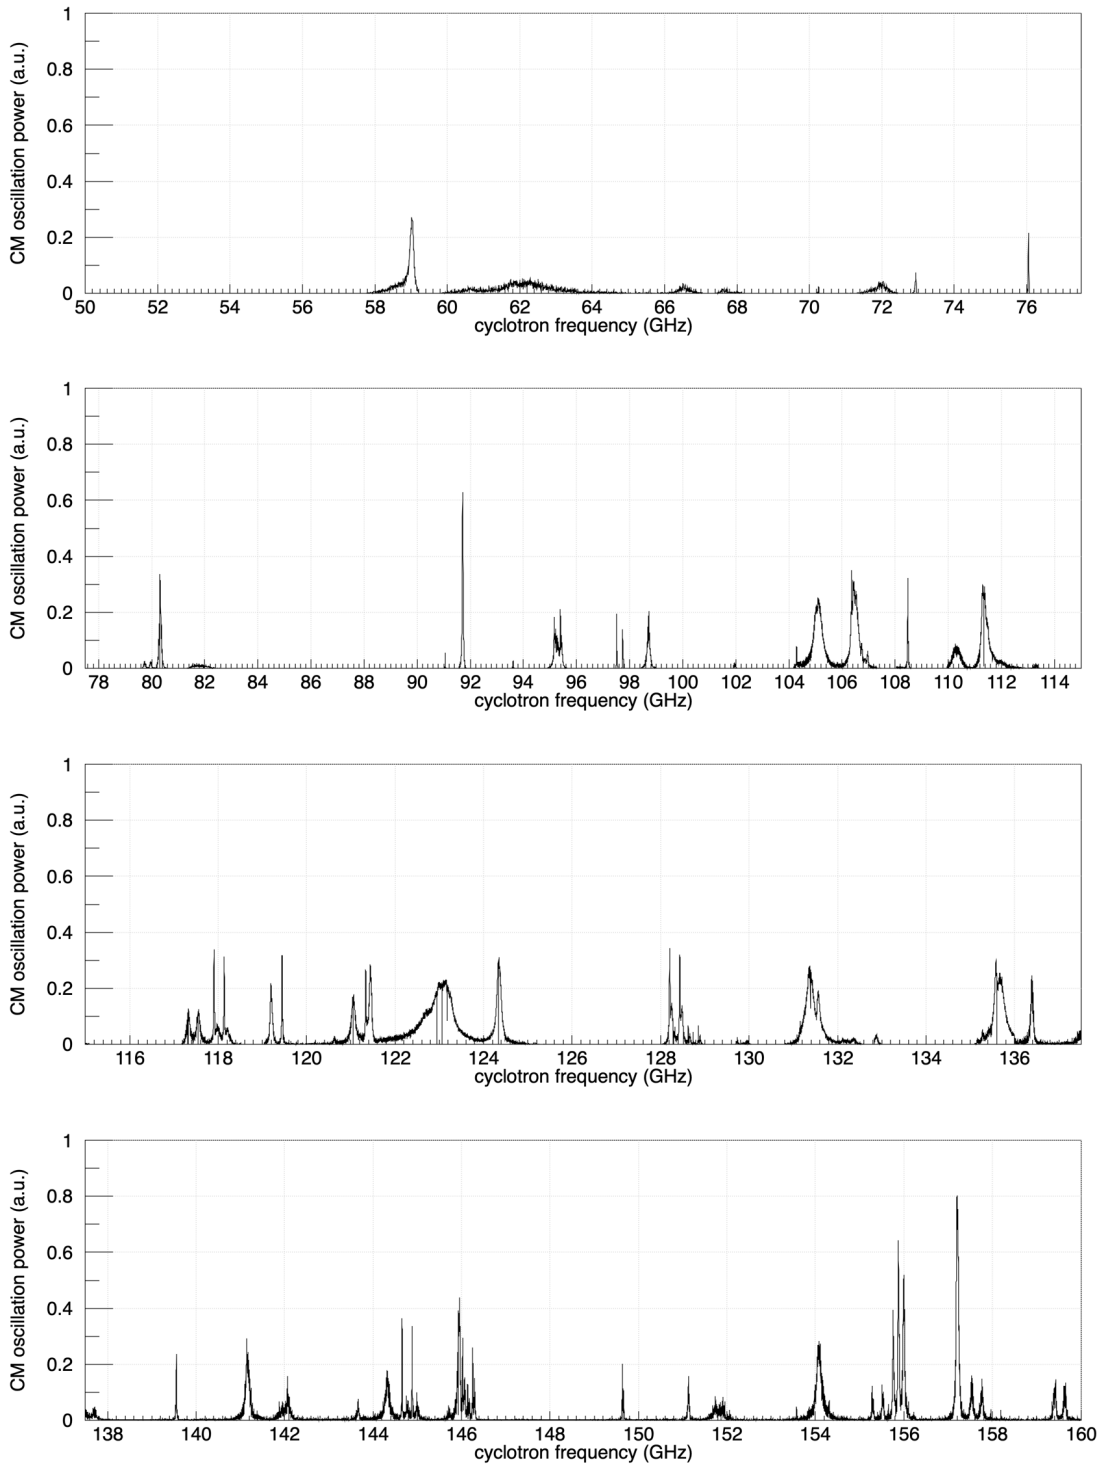 1
0.8
0.6
0.4
0.2
0
CM oscillation power (a.u.)
50 52 54 56 58 60 62 64 66 68 70 72 74 76
cyclotron frequency (GHz)
1
0.8
0.6
0.4
0.2
0
CM oscillation power (a.u.)
78 80 82 84 86 88 90 92 94 96 98 100 102 104 106 108 110 112 114
cyclotron frequency (GHz)
1
0.8
0.6
0.4
0.2
0
CM oscillation power (a.u.)
116 118 120 122 124 126 128 130 132 134 136
cyclotron frequency (GHz)
1
0.8
0.6
0.4
0.2
0
CM oscillation power (a.u.)
138 140 142 144 146 148 150 152 154 156 158 160
cyclotron frequency (GHz)